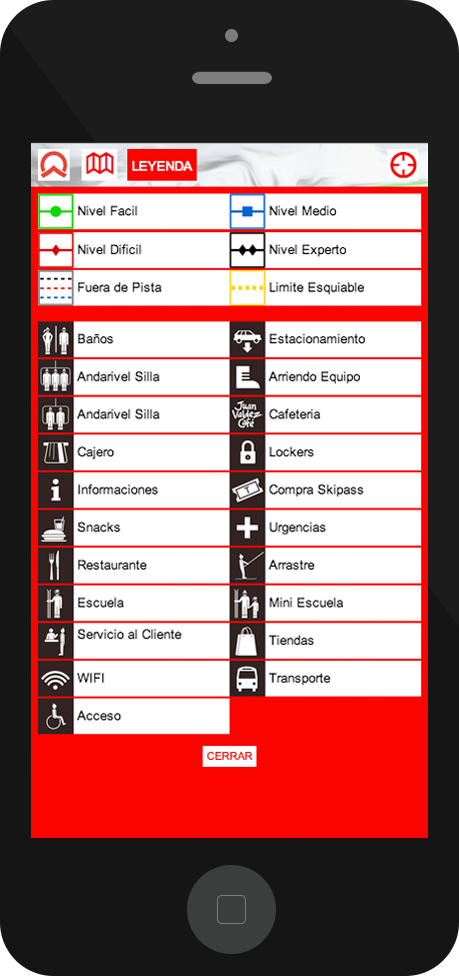 LEYENDA
Nivel Facil
Nivel Medio
Nivel Difícil
Nivel Experto
Fuera de Pista
Limite Esquiable
Baños
Estacionamiento
Andarivel Silla
Arriendo Equipo
Andarivel Silla
Juan Valdez Café
Cafeteria
Cajero
Lockers
Informaciones
Compra Skipass
Snacks
Urgencias
Restaurante
Arrastre
Escuela
Mini Escuela
Servicio al Cliente
Tiendas
WIFI
Transporte
Acceso
CERRAR